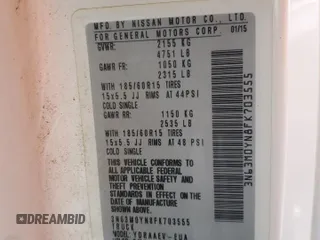 MFD. BY NISSAN MOTOR CO., LTD.
FOR GENERAL MOTORS CORP. 01/15
GVWR: 2155 KG
4751 LB
GAWR FR: 1050 KG
2315 LB
WITH 185/60R15 TIRES
15x5.5 JJ RIMS AT 44PSI
COLD SINGLE
GAWR RR: 1150 KG
2535 LB
WITH 185/60R15 TIRES
15x5.5 JJ RIMS AT 48 PSI
COLD SINGLE
THIS VEHICLE CONFORMS TO
ALL APPLICABLE FEDERAL
MOTOR VEHICLE SAFETY
AND THEFT PREVENTION
STANDARDS IN EFFECT ON
THE DATE OF MANUFACTURE
SHOWN ABOVE.
3N63M0YN8FK703555
TRUCK
3N63M0YN8FK703555